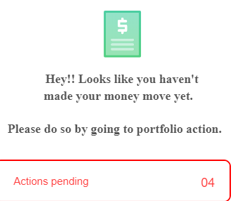 $
Hey!! Looks like you haven't
made your money move yet.
Please do so by going to portfolio action.
Actions pending 04